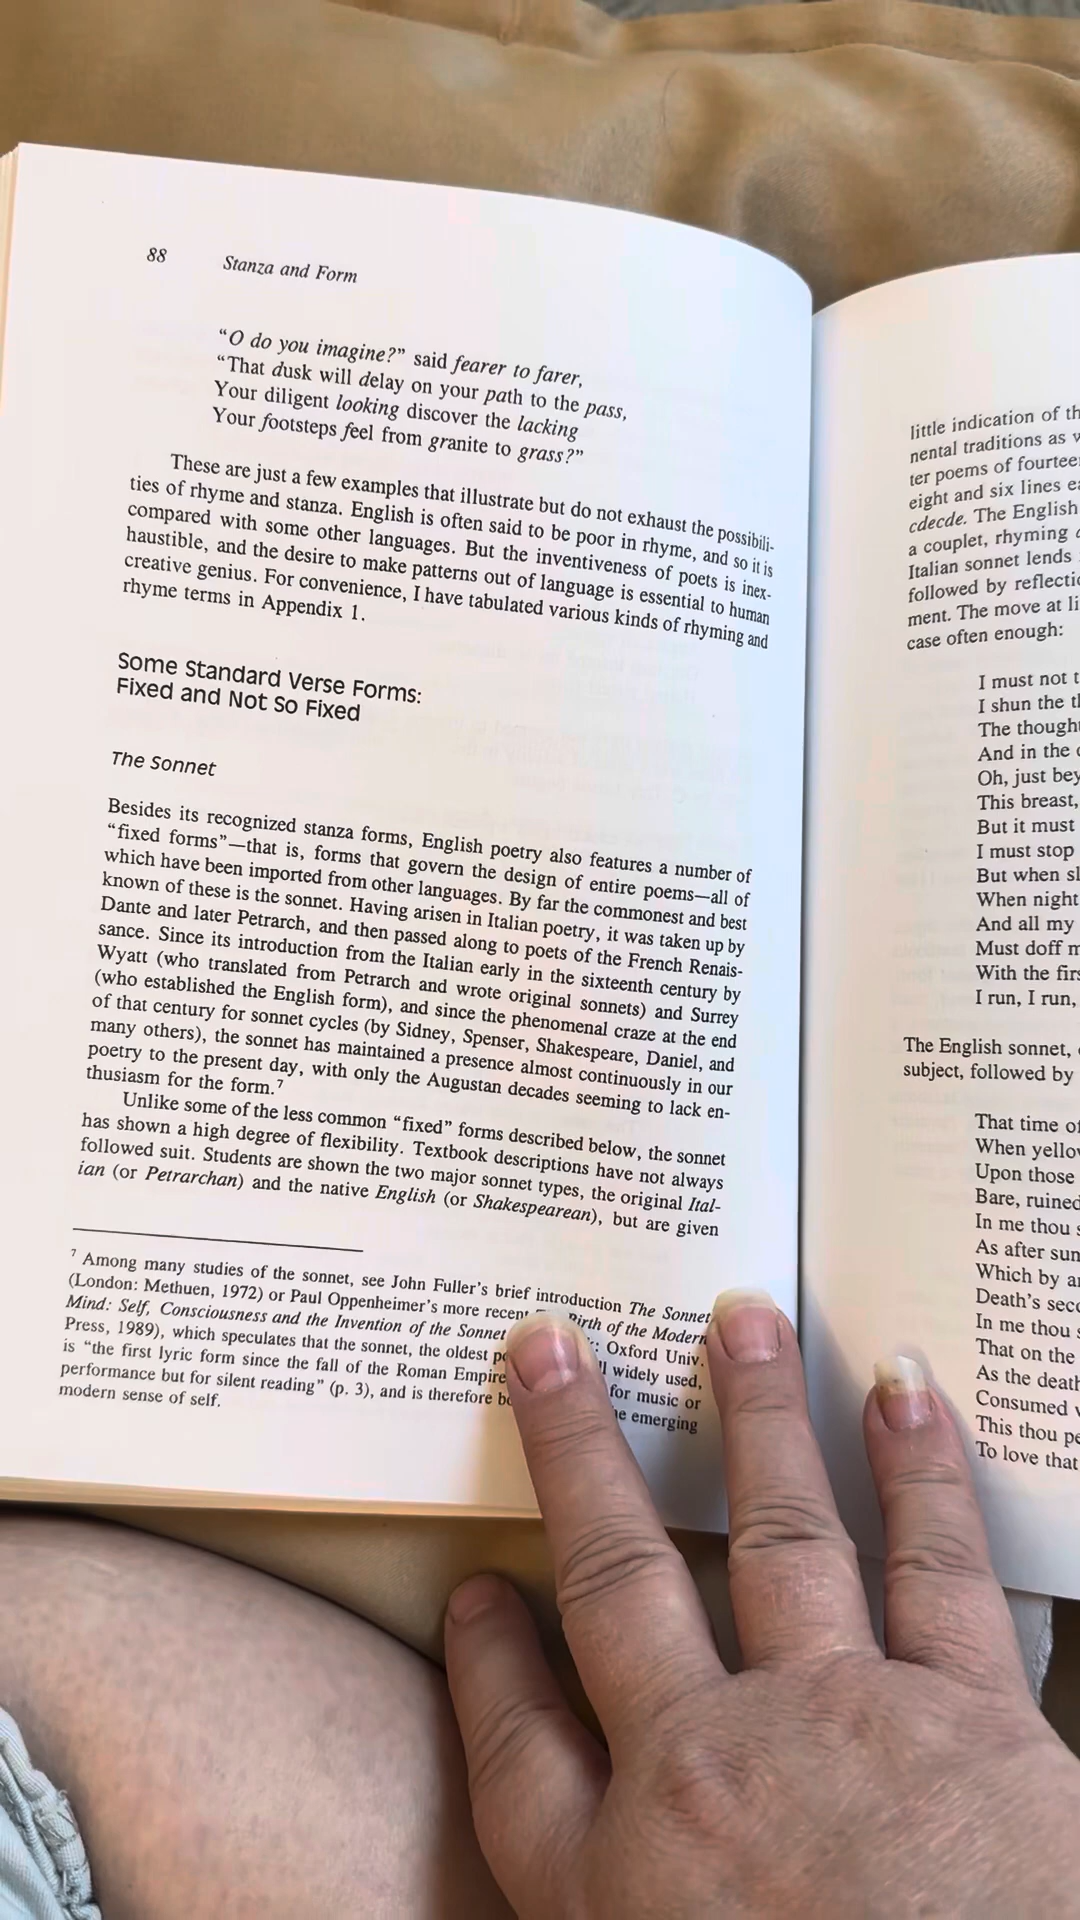 88 Stanza and Form
“O do you imagine?” said fearer to farer,
“That dusk will delay on your path to the pass,
Your diligent looking discover the lacking
Your footsteps feel from granite to grass?”
These are just a few examples that illustrate but do not exhaust the possibili-
ties of rhyme and stanza. English is often said to be poor in rhyme, and so it is
compared with some other languages. But the inventiveness of poets is inex-
haustible, and the desire to make patterns out of language is essential to human
creative genius. For convenience, I have tabulated various kinds of rhyming and
rhyme terms in Appendix 1.
Some Standard Verse Forms:
Fixed and Not So Fixed
The Sonnet
Besides its recognized stanza forms, English poetry also features a number of
“fixed forms”—that is, forms that govern the design of entire poems—all of
which have been imported from other languages. By far the commonest and best
known of these is the sonnet. Having arisen in Italian poetry, it was taken up by
Dante and later Petrarch, and then passed along to poets of the French Renais-
sance. Since its introduction from the Italian early in the sixteenth century by
Wyatt (who translated from Petrarch and wrote original sonnets) and Surrey
(who established the English form), and since the phenomenal craze at the end
of that century for sonnet cycles (by Sidney, Spenser, Shakespeare, Daniel, and
many others), the sonnet has maintained a presence almost continuously in our
poetry to the present day, with only the Augustan decades seeming to lack en-
thusiasm for the form.⁷
Unlike some of the less common “fixed” forms described below, the sonnet
has shown a high degree of flexibility. Textbook descriptions have not always
followed suit. Students are shown the two major sonnet types, the original Ital-
ian (or Petrarchan) and the native English (or Shakespearean), but are given
⁷ Among many studies of the sonnet, see John Fuller’s brief introduction The Sonnet
(London: Methuen, 1972) or Paul Oppenheimer’s more recent Birth of the Modern
Mind: Self, Consciousness and the Invention of the Sonnet : Oxford Univ.
Press, 1989), which speculates that the sonnet, the oldest widely used,
is “the first lyric form since the fall of the Roman Empire for music or
performance but for silent reading” (p. 3), and is therefore emerging
modern sense of self.
little indication of
nental traditions as
ter poems of
eight and six lines
cdecde. The English
a couplet, rhyming
Italian sonnet lends
followed by
ment. The move at
case often enough:
I must not
I shun the
The
And in the
Oh, just
This breast,
But it must
I must stop
But when
When night
And all my
Must doff
With the
I run, I run,
The English sonnet,
subject, followed by
That time of
When
Upon those
Bare,
In me thou
As after
Which by
Death’s
In me thou
That on the
As the
Consumed
This thou
To love that